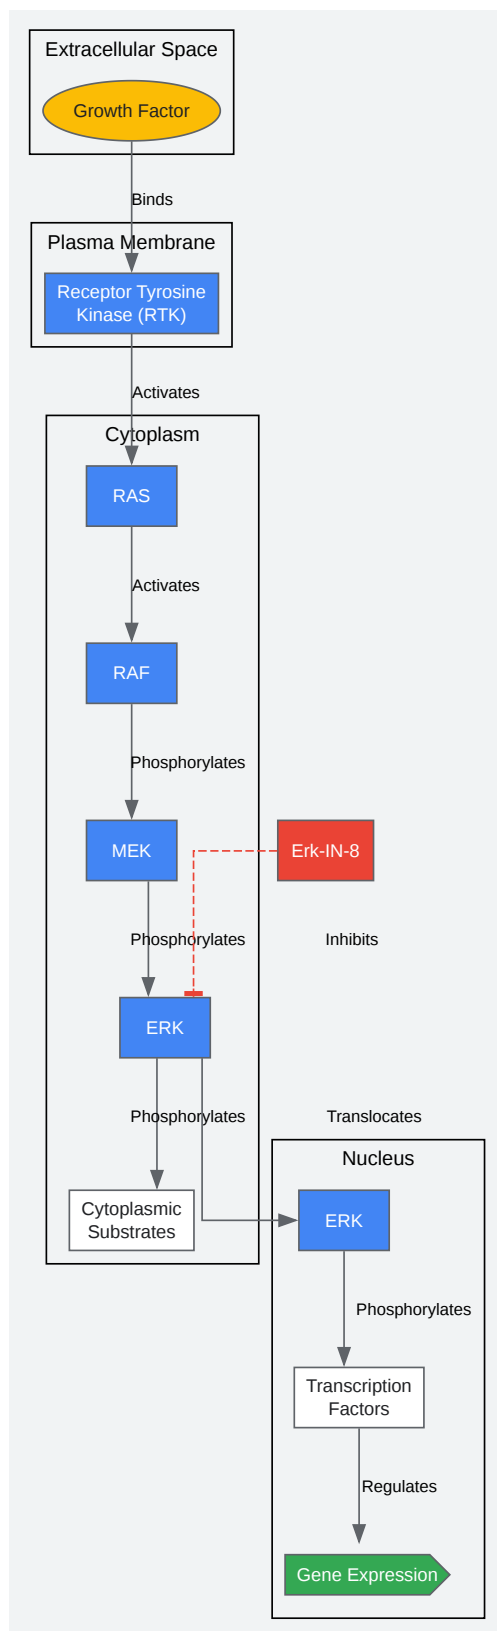 Extracellular Space
Growth Factor
Binds
Plasma Membrane
Receptor Tyrosine
Kinase (RTK)
Activates
Cytoplasm
RAS
Activates
RAF
Phosphorylates
MEK
Erk-IN-8
Phosphorylates
Inhibits
ERK
Phosphorylates
Translocates
Nucleus
Cytoplasmic
Substrates
ERK
Phosphorylates
Transcription
Factors
Regulates
Gene Expression